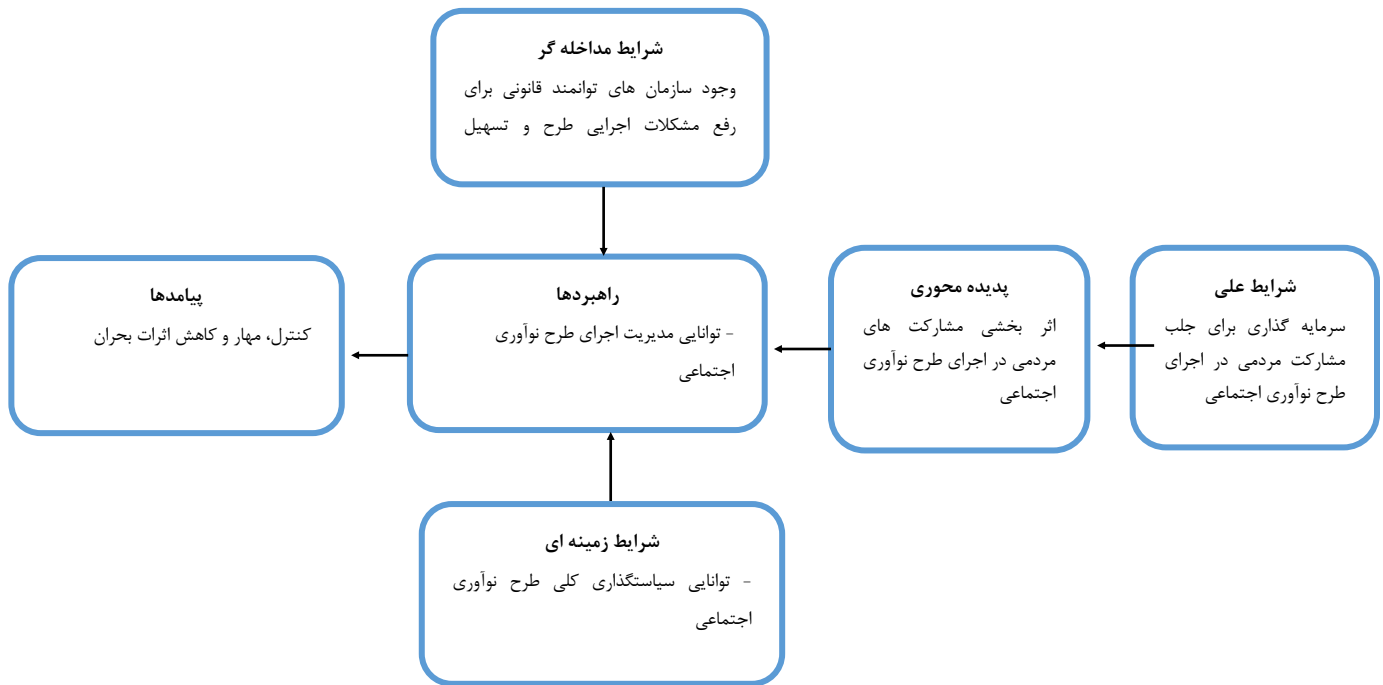 شرایط مداخله گر
وجود سازمان های توانمند قانونی برای
رفع مشکلات اجرایی طرح و تسهیل
شرایط علی
سرمایه گذاری برای جلب
مشارکت مردمی در اجرای
طرح نوآوری اجتماعی
پدیده محوری
اثر بخشی مشارکت های
مردمی در اجرای طرح نوآوری
اجتماعی
راهبردها
- توانایی مدیریت اجرای طرح نوآوری
اجتماعی
پیامدها
کنترل، مهار و کاهش اثرات بحران
شرایط زمینه ای
- توانایی سیاستگذاری کلی طرح نوآوری
اجتماعی